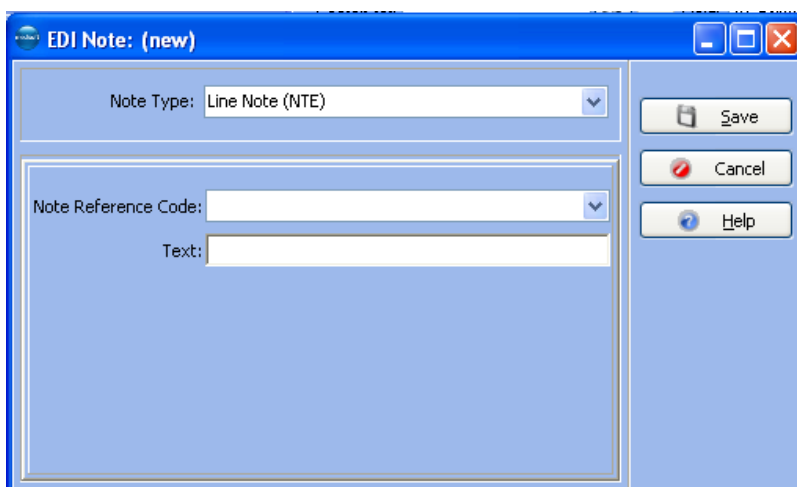 EDI Note: (new)
Note Type: Line Note (NTE)
Save
Cancel
Note Reference Code:
Help
Text: